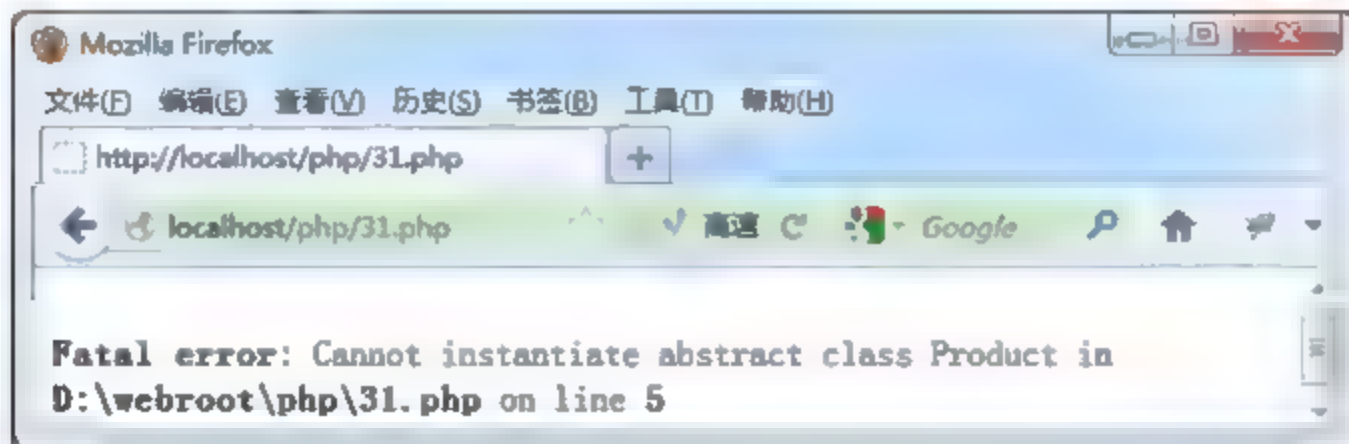 Mozilla Firefox
文件(F) 编辑(E) 查看(V) 历史(S) 书签(B) 工具(T) 帮助(H)
http://localhost/php/31.php
localhost/php/31.php 高速 Google
Fatal error: Cannot instantiate abstract class Product in
D:\webroot\php\31.php on line 5